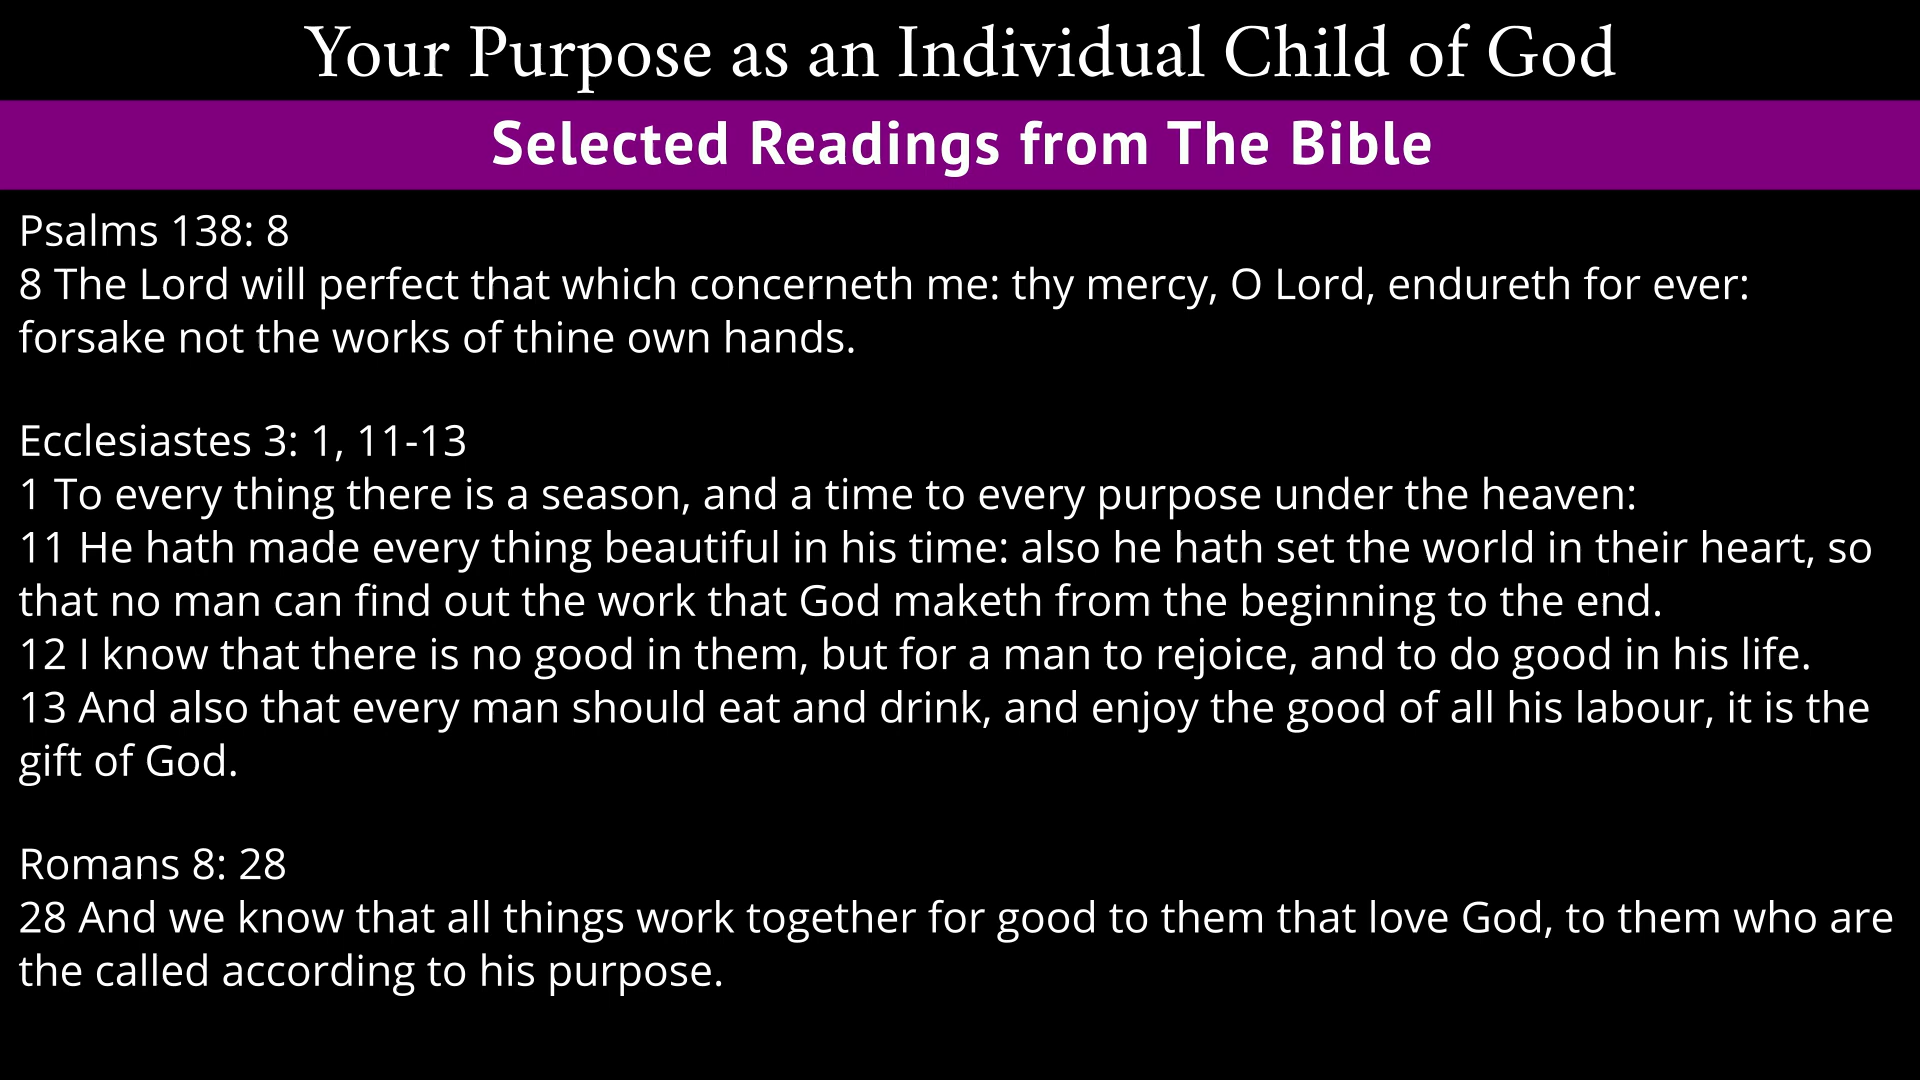 Your Purpose as an Individual Child of God
Selected Readings from The Bible
Psalms 138: 8
8 The Lord will perfect that which concerneth me: thy mercy, O Lord, endureth for ever:
forsake not the works of thine own hands.
Ecclesiastes 3: 1, 11-13
1 To every thing there is a season, and a time to every purpose under the heaven:
11 He hath made every thing beautiful in his time: also he hath set the world in their heart, so
that no man can find out the work that God maketh from the beginning to the end.
12 I know that there is no good in them, but for a man to rejoice, and to do good in his life.
13 And also that every man should eat and drink, and enjoy the good of all his labour, it is the
gift of God.
Romans 8: 28
28 And we know that all things work together for good to them that love God, to them who are
the called according to his purpose.